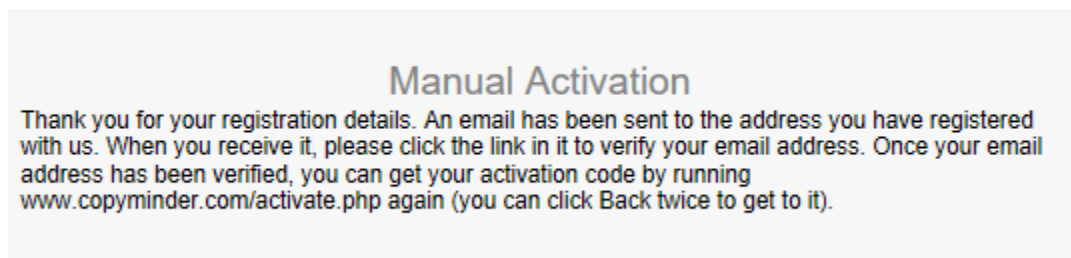 Manual Activation
Thank you for your registration details. An email has been sent to the address you have registered
with us. When you receive it, please click the link in it to verify your email address. Once your email
address has been verified, you can get your activation code by running
www.copyminder.com/activate.php again (you can click Back twice to get to it).